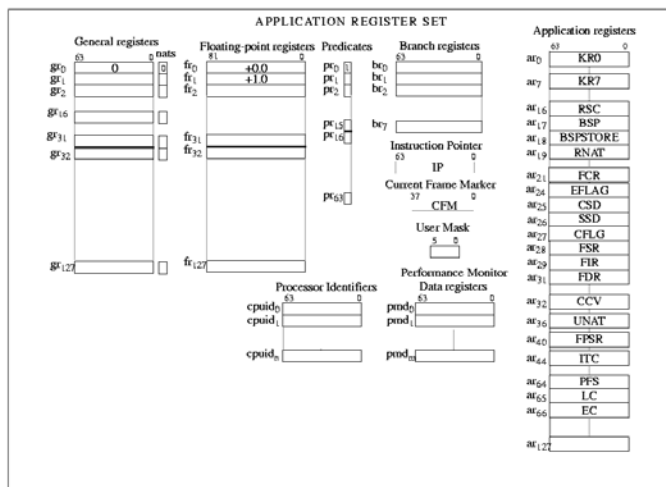 APPLICATION REGISTER SET
General registers
63 0
nats
gr0 0 0
gr1
gr2
gr16
gr31
gr32
gr127
Floating-point registers
81 0
fr0 +0.0
fr1 +1.0
fr2
fr31
fr32
fr127
Predicates
pr0 1
pr1
pr2
pr15
pr16
pr63
Branch registers
63 0
br0
br1
br2
br7
Instruction Pointer
63 0
IP
Current Frame Marker
37 0
CFM
User Mask
5 0
Processor Identifiers
63 0
cpuid0
cpuid1
cpuidn
Performance Monitor
Data registers
63 0
pmd0
pmd1
pmdm
Application registers
63 0
ar0 KR0
ar7 KR7
ar16 RSC
ar17 BSP
ar18 BSPSTORE
ar19 RNAT
ar21 FCR
ar24 EFLAG
ar25 CSD
ar26 SSD
ar27 CFLG
ar28 FSR
ar29 FIR
ar31 FDR
ar32 CCV
ar36 UNAT
ar40 FPSR
ar44 ITC
ar64 PFS
ar65 LC
ar66 EC
ar127